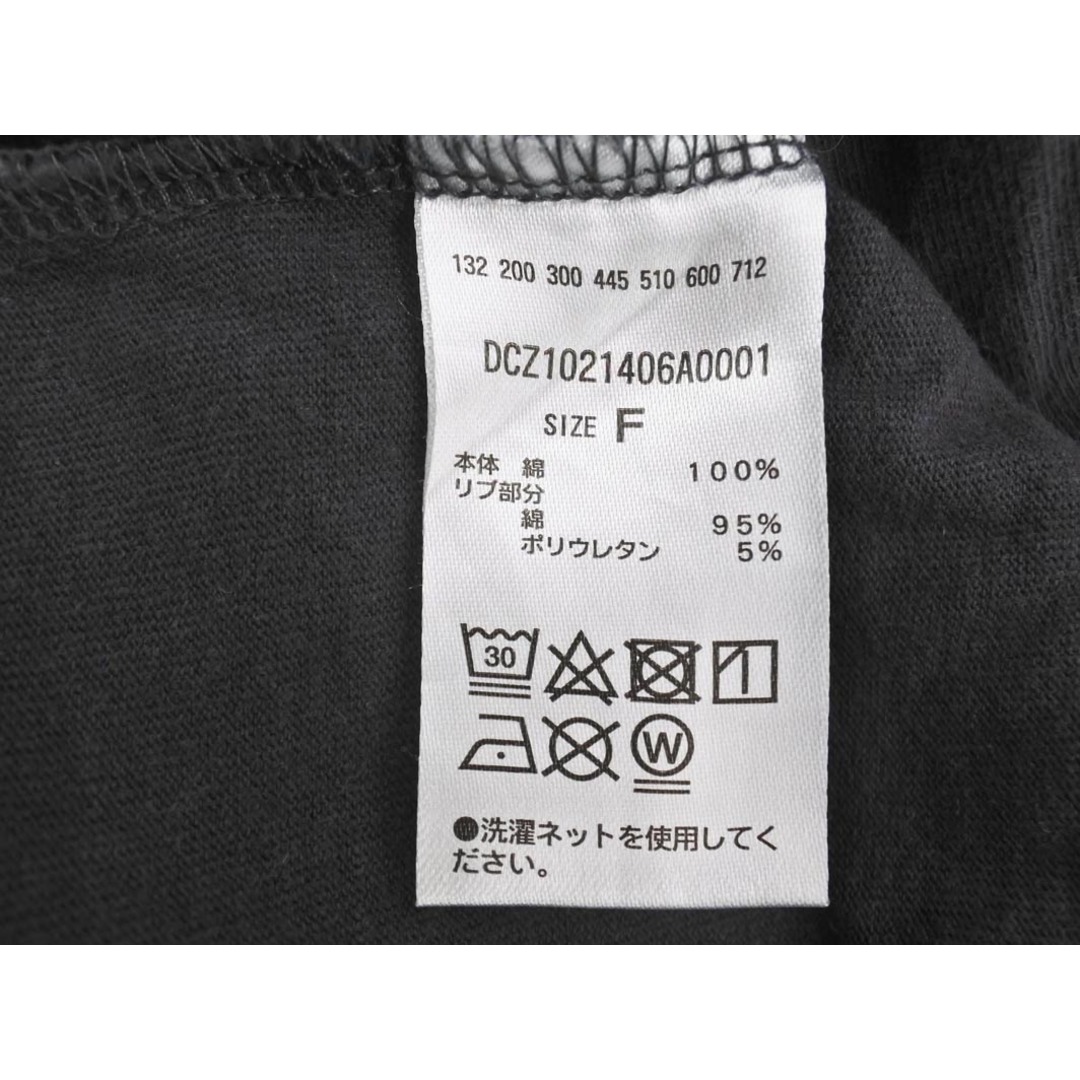 132 200 300 445 510 600 712
DCZ1021406A0001
SIZE F
本体 綿 100%
リブ部分
綿 95%
ポリウレタン 5%
30
W
●洗濯ネットを使用してく
ださい。